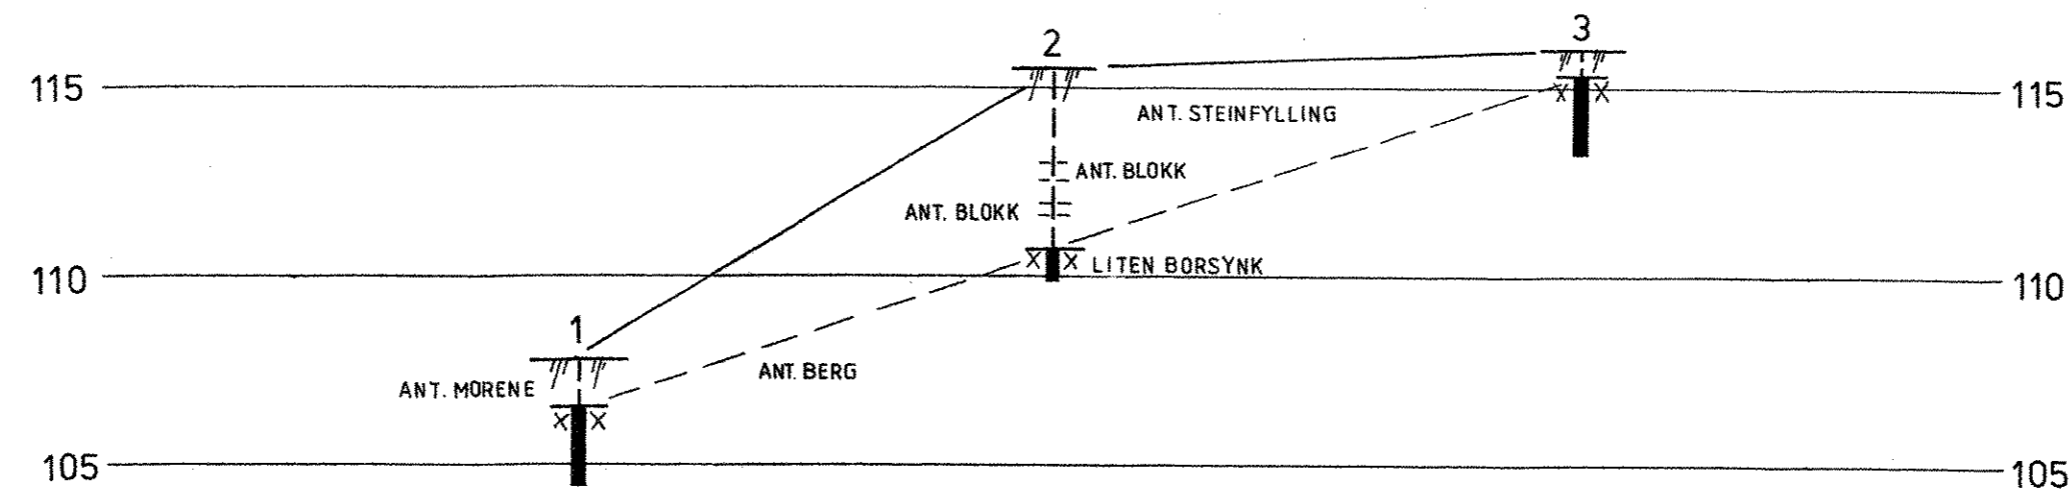 3
2
115
115
ANT. STEINFYLLING
ANT. BLOKK
ANT. BLOKK
LITEN BORSYNK
110
110
1
ANT. BERG
ANT. MORENE
105
105